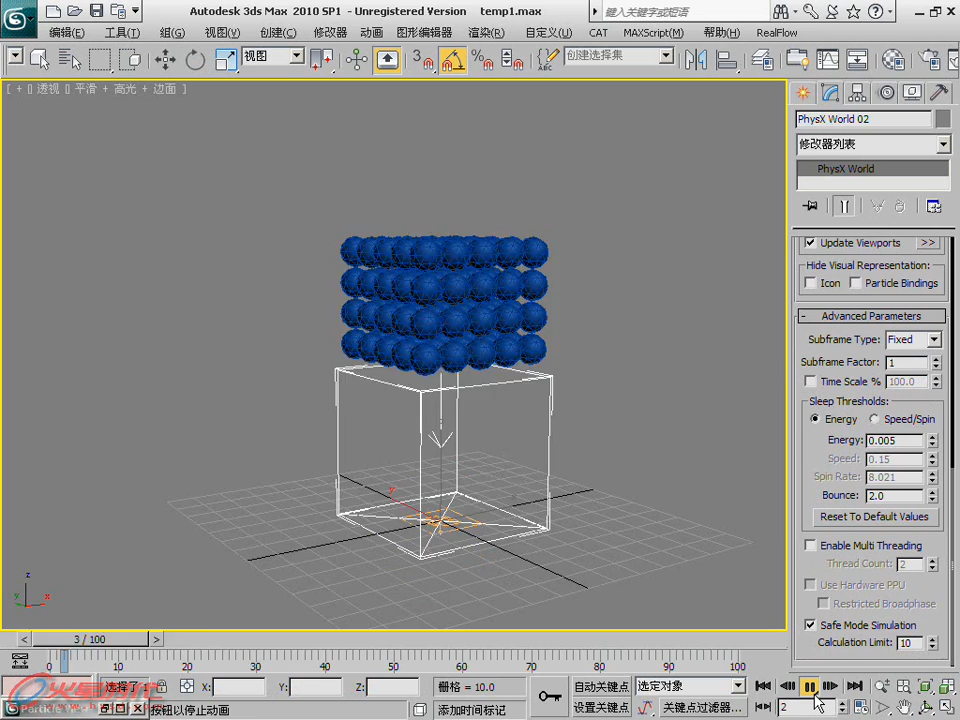 Autodesk 3ds Max 2010 SP1 - Unregistered Version temp1.max
键入关键字或短语
编辑(E) 工具(T) 组(G) 视图(V) 创建(C) 修改器 动画 图形编辑器 渲染(R) 自定义(U) CAT MAXScript(M) 帮助(H) RealFlow
视图 创建选择集
[ + [] 透视 [ 平滑 + 高光 + 边面 ]
PhysX World 02
修改器列表
PhysX World
Update Viewports >>
Hide Visual Representation:
Icon Particle Bindings
- Advanced Parameters
Subframe Type: Fixed
Subframe Factor: 1
Time Scale % 100.0
Sleep Thresholds:
Energy Speed/Spin
Energy: 0.005
Speed: 0.15
Spin Rate: 8.021
Bounce: 2.0
Reset To Default Values
Enable Multi Threading
Thread Count: 2
Use Hardware PPU
Restricted Broadphase
Safe Mode Simulation
Calculation Limit: 10
z
y x
< 3 / 100 >
0 10 20 30 40 50 60 70 80 90 100
选择了 1 X: Y: Z: 栅格 = 10.0 自动关键点 选定对象
Particle 按钮以停止动画 添加时间标记 设置关键点 关键点过滤器... 2